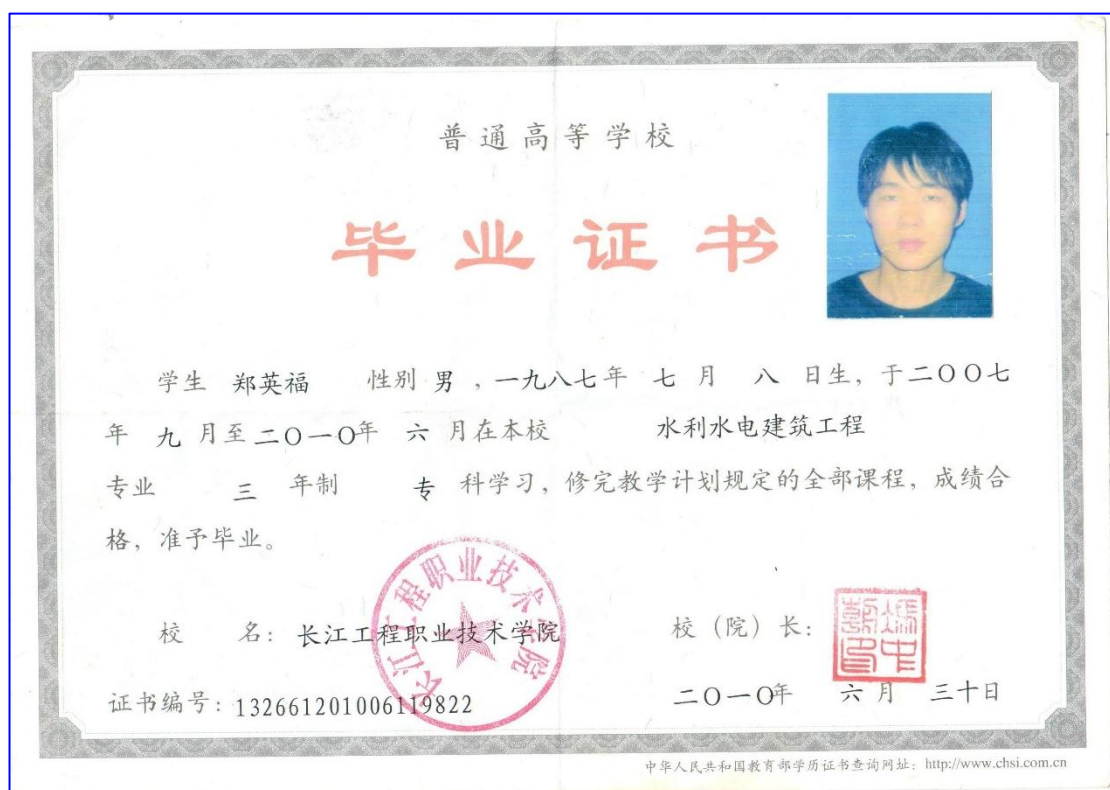 普通高等学校
毕业证书
学生 郑英福 性别 男 ，一九八七年 七 月 八 日生，于二〇〇七
年 九 月至二〇一〇年 六 月在本校 水利水电建筑工程
专业 三 年制 专 科学习，修完教学计划规定的全部课程，成绩合
格，准予毕业。
校 名：长江工程职业技术学院
长江工程职业技术学院
校（院）长：
证书编号：132661201006119822
二〇一〇年 六 月 三十日
中华人民共和国教育部学历证书查询网址：http://www.chsi.com.cn